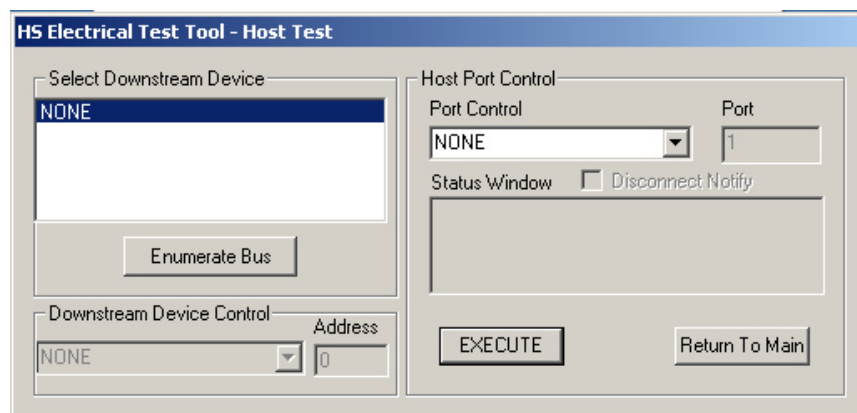 HS Electrical Test Tool - Host Test
Select Downstream Device
NONE
Enumerate Bus
Downstream Device Control
Address
NONE
0
Host Port Control
Port Control
Port
NONE
1
Status Window
Disconnect Notify
EXECUTE
Return To Main